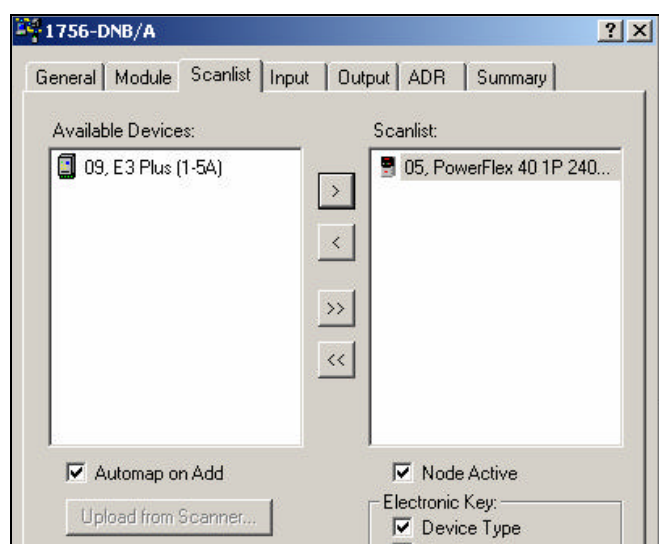 1756-DNB/A
General Module Scanlist Input Output ADR Summary
Available Devices: Scanlist:
09, E3 Plus (1-5A) 05, PowerFlex 40 1P 240...
>
<
>>
<<
Automap on Add Node Active
Upload from Scanner... Electronic Key:
Device Type